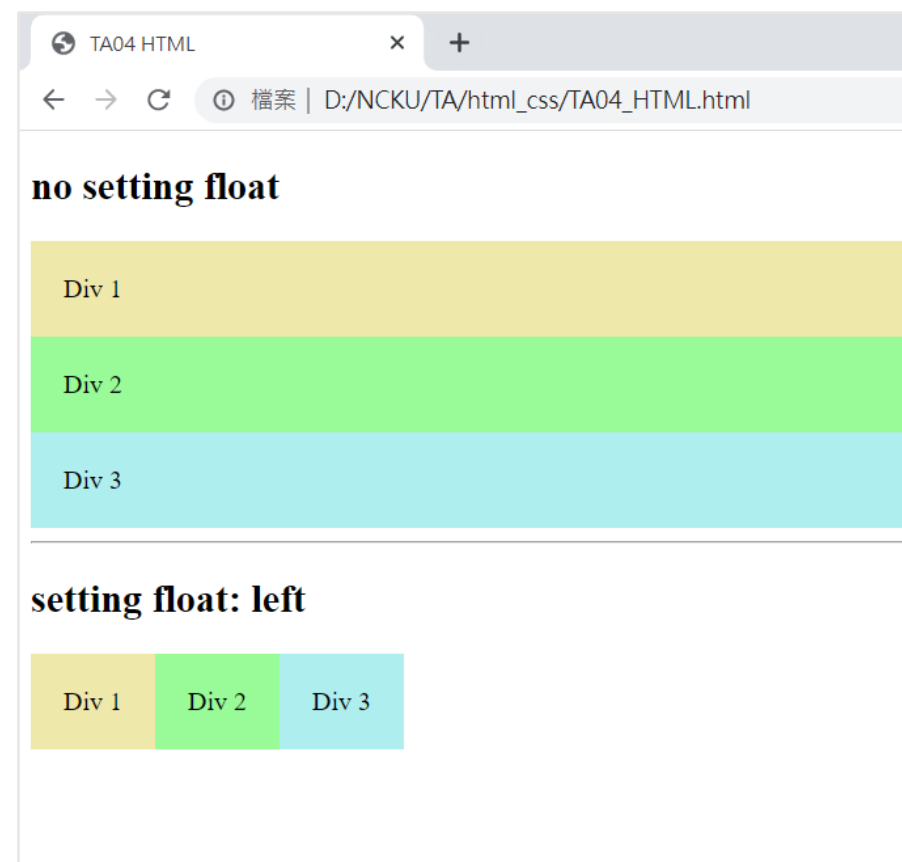 TA04 HTML
檔案 | D:/NCKU/TA/html_css/TA04_HTML.html
no setting float
Div 1
Div 2
Div 3
setting float: left
Div 1 Div 2 Div 3